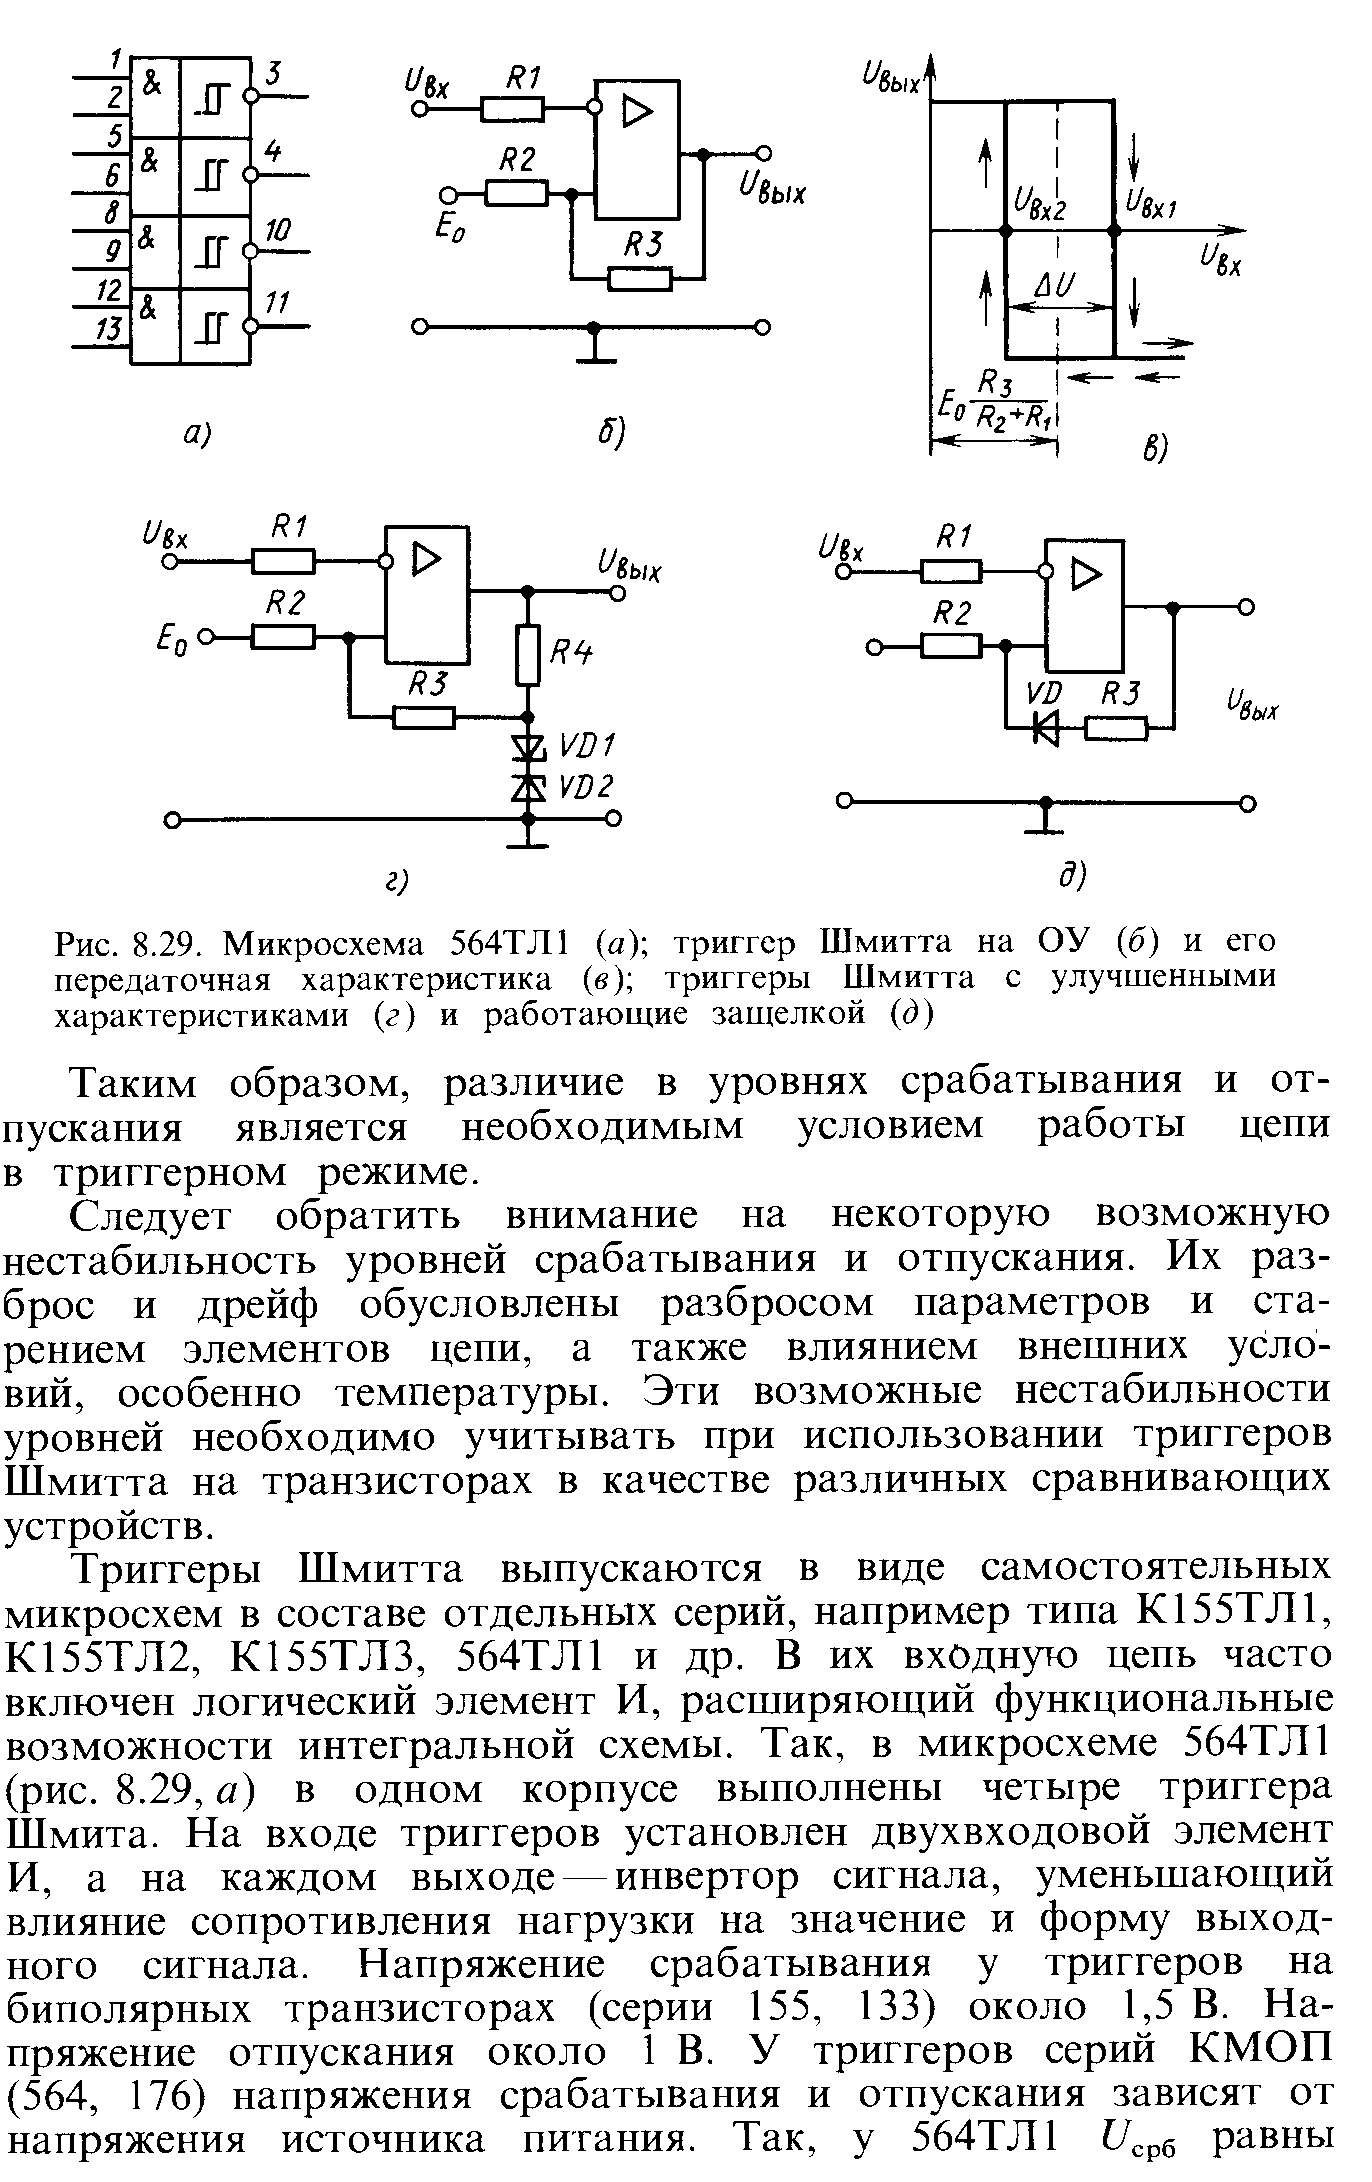 1
2
&
3
5
6
&
4
8
9
&
10
12
13
&
11
а)
Uвх
R1
R2
E0
R3
Uвых
б)
Uвых
Uвх2
Uвх1
Uвх
ΔU
E0 R3
R2+R1
в)
Uвх
R1
R2
E0
R3
Uвых
R4
VD1
VD2
г)
Uвх
R1
R2
VD
R3
Uвых
д)
Рис. 8.29. Микросхема 564ТЛ1 (а); триггер Шмитта на ОУ (б) и его
передаточная характеристика (в); триггеры Шмитта с улучшенными
характеристиками (г) и работающие защелкой (д)
Таким образом, различие в уровнях срабатывания и от-
пускания является необходимым условием работы цепи
в триггерном режиме.
Следует обратить внимание на некоторую возможную
нестабильность уровней срабатывания и отпускания. Их раз-
брос и дрейф обусловлены разбросом параметров и ста-
рением элементов цепи, а также влиянием внешних усло-
вий, особенно температуры. Эти возможные нестабильности
уровней необходимо учитывать при использовании триггеров
Шмитта на транзисторах в качестве различных сравнивающих
устройств.
Триггеры Шмитта выпускаются в виде самостоятельных
микросхем в составе отдельных серий, например типа К155ТЛ1,
К155ТЛ2, К155ТЛ3, 564ТЛ1 и др. В их входную цепь часто
включен логический элемент И, расширяющий функциональные
возможности интегральной схемы. Так, в микросхеме 564ТЛ1
(рис. 8.29, а) в одном корпусе выполнены четыре триггера
Шмита. На входе триггеров установлен двухвходовой элемент
И, а на каждом выходе — инвертор сигнала, уменьшающий
влияние сопротивления нагрузки на значение и форму выход-
ного сигнала. Напряжение срабатывания у триггеров на
биполярных транзисторах (серии 155, 133) около 1,5 В. На-
пряжение отпускания около 1 В. У триггеров серий КМОП
(564, 176) напряжения срабатывания и отпускания зависят от
напряжения источника питания. Так, у 564ТЛ1 Uсрб равны